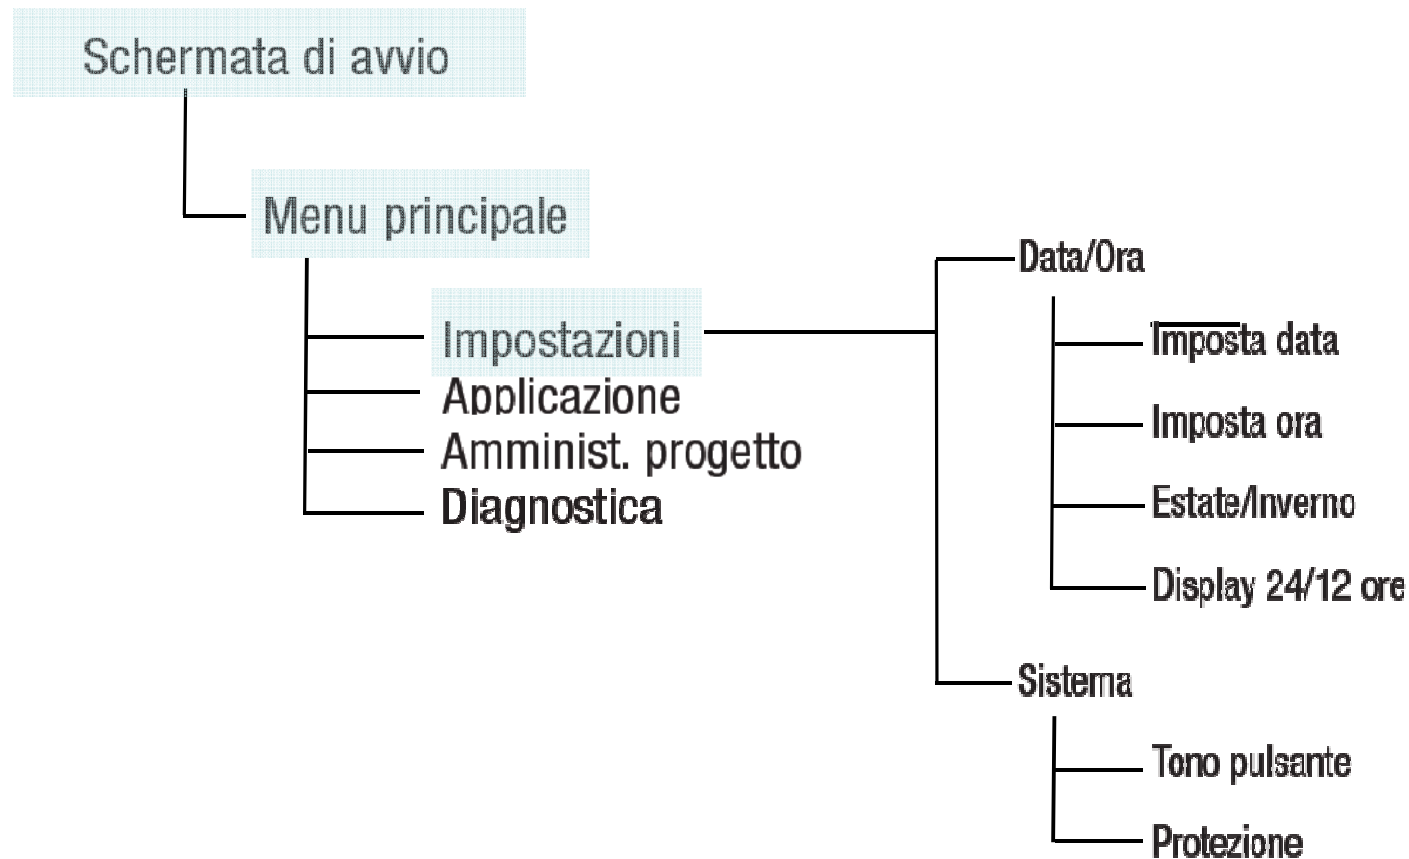 Schermata di avvio
Menu principale
Impostazioni
Applicazione
Amminist. progetto
Diagnostica
Data/Ora
Imposta data
Imposta ora
Estate/Inverno
Display 24/12 ore
Sistema
Tono pulsante
Protezione